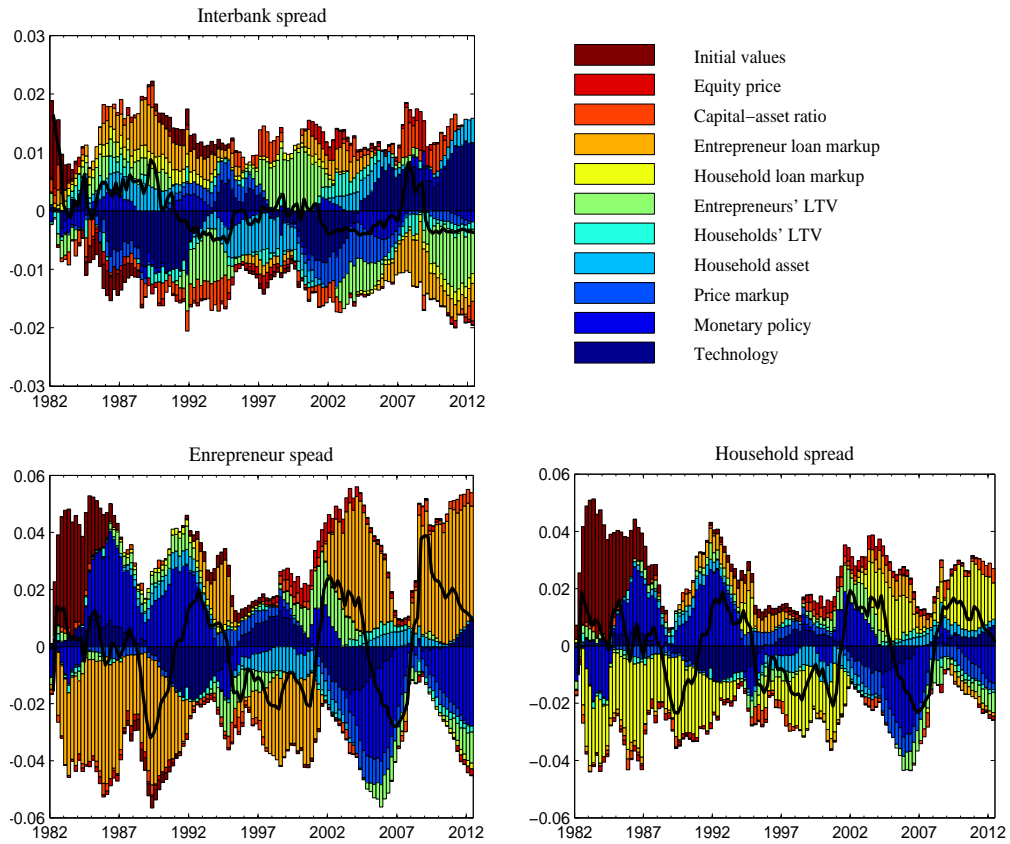 Interbank spread
0.03
0.02
0.01
0
-0.01
-0.02
-0.03
1982 1987 1992 1997 2002 2007 2012
Initial values
Equity price
Capital−asset ratio
Entrepreneur loan markup
Household loan markup
Entrepreneurs' LTV
Households' LTV
Household asset
Price markup
Monetary policy
Technology
Enrepreneur spead
0.06
0.04
0.02
0
-0.02
-0.04
-0.06
1982 1987 1992 1997 2002 2007 2012
Household spread
0.06
0.04
0.02
0
−0.02
−0.04
−0.06
1982 1987 1992 1997 2002 2007 2012